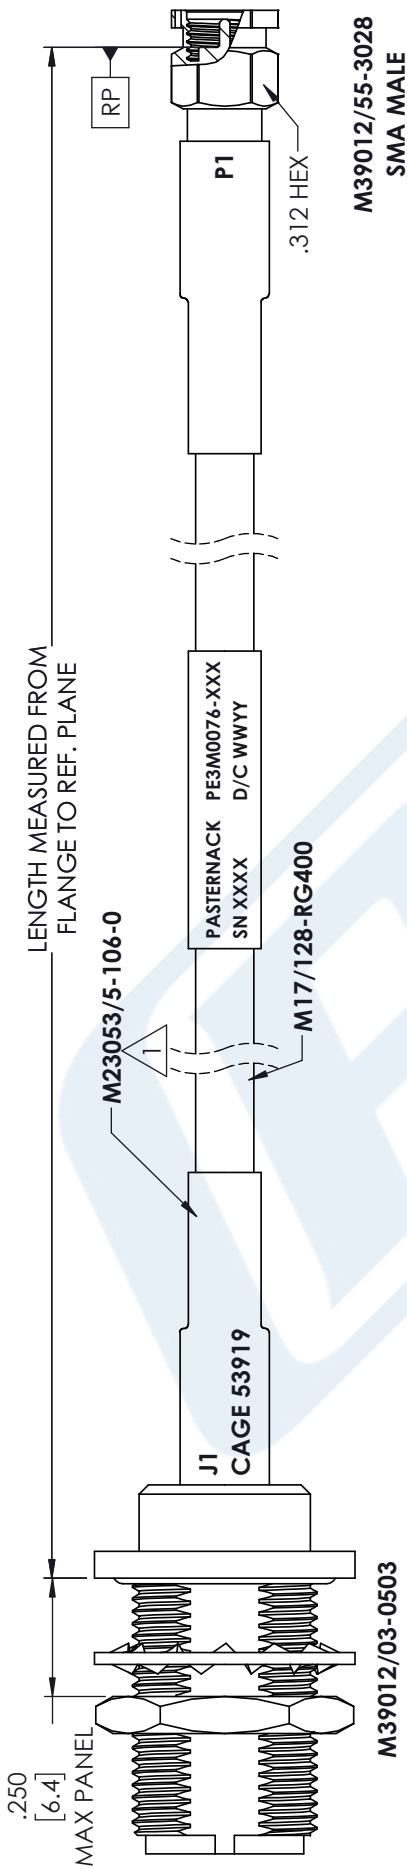 .250
[6.4]
MAX PANEL
LENGTH MEASURED FROM
FLANGE TO REF. PLANE
RP
M23053/5-106-0
1
J1
CAGE 53919
PASTERNACK PE3M0076-XXX
SN XXXX D/C WWYY
P1
M17/128-RG400
.312 HEX
M39012/03-0503
M39012/55-3028
SMA MALE